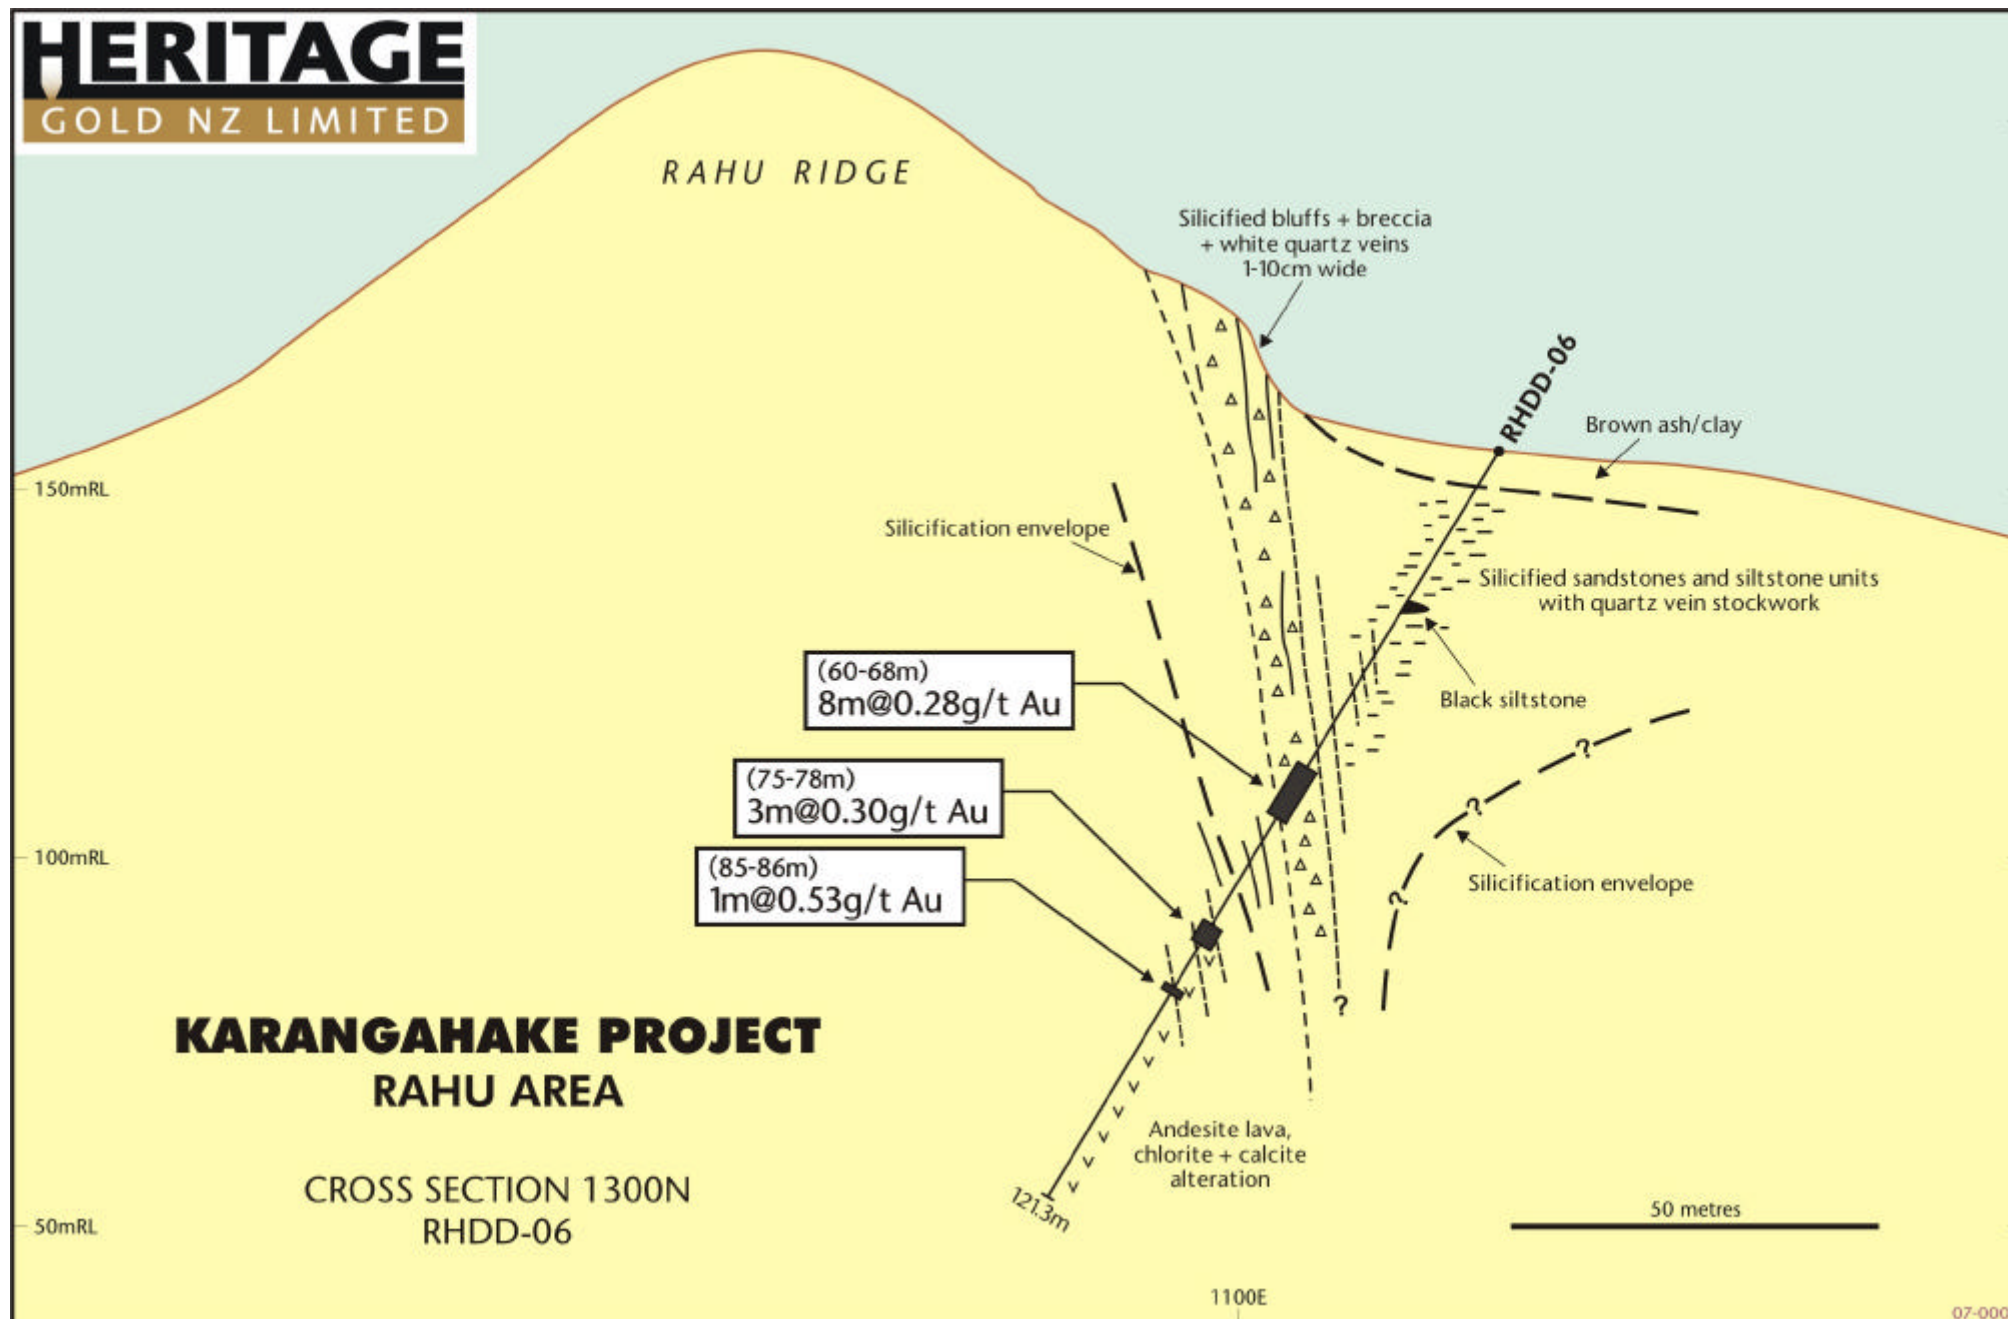 HERITAGE
GOLD NZ LIMITED
RAHU RIDGE
Silicified bluffs + breccia
+ white quartz veins
1-10cm wide
RHDD-06
Brown ash/clay
150mRL
Silicification envelope
Silicified sandstones and siltstone units
with quartz vein stockwork
Black siltstone
(60-68m)
8m@0.28g/t Au
?
(75-78m)
3m@0.30g/t Au
?
100mRL
(85-86m)
1m@0.53g/t Au
Silicification envelope
?
?
KARANGAHAKE PROJECT
RAHU AREA
Andesite lava,
chlorite + calcite
alteration
CROSS SECTION 1300N
RHDD-06
121.3m
50 metres
50mRL
1100E
07-000